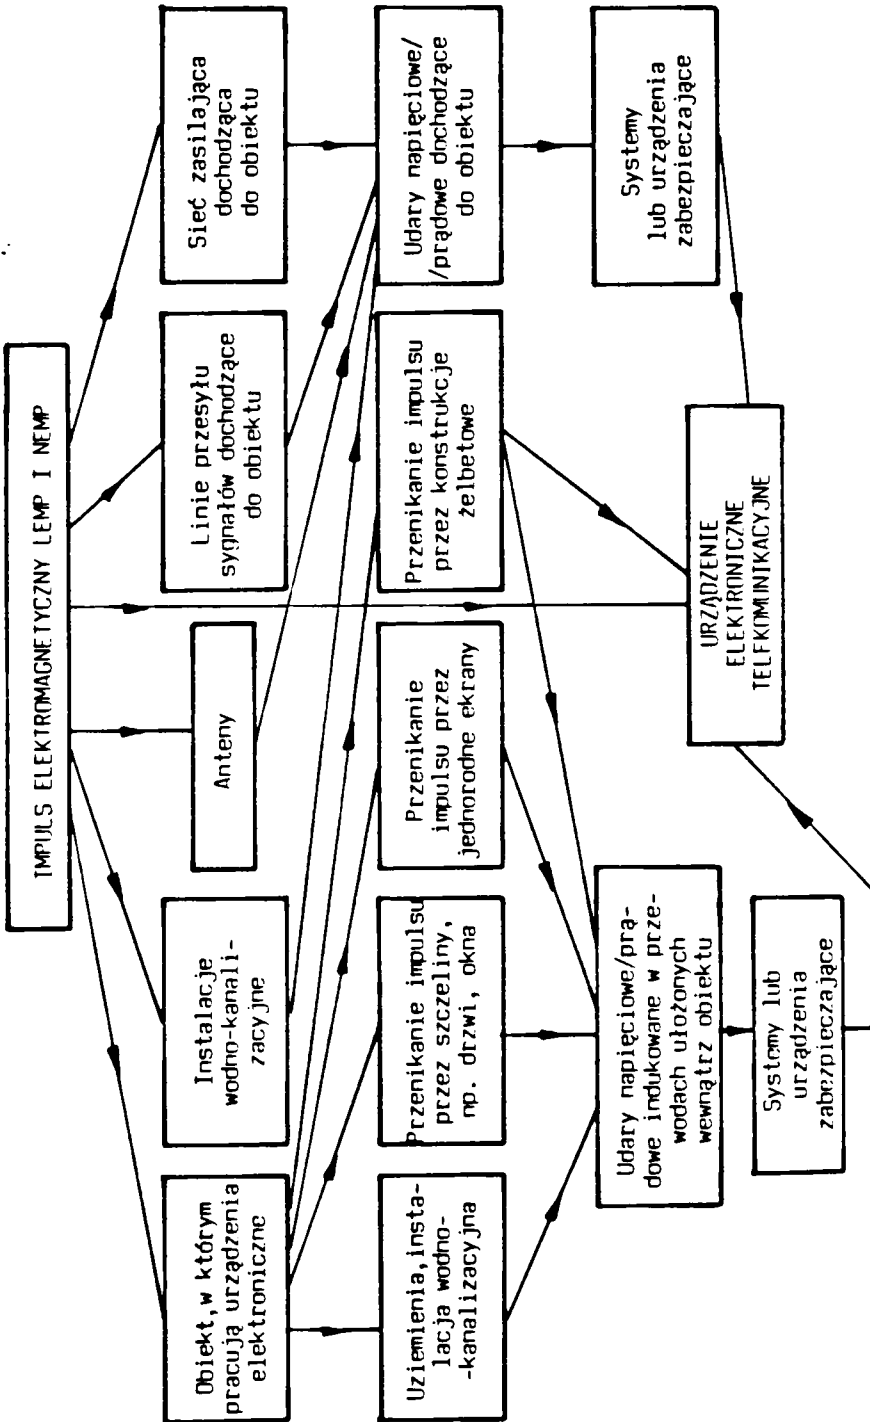 IMPULS ELEKTROMAGNETYCZNY LEMP I NEMP
Obiekt, w którym
pracują urządzenia
elektroniczne
Instalacje
wodno-kanali-
zacyjne
Anteny
Linie przesyłu
sygnałów dochodzące
do obiektu
Sieć zasilająca
dochodząca
do obiektu
Uziemienia, insta-
lacja wodno-
-kanalizacyjna
Przenikanie impulsu
przez szczeliny,
np. drzwi, okna
Przenikanie
impulsu przez
jednorodne ekrany
Przenikanie impulsu
przez konstrukcje
żelbetowe
Udary napięciowe/
/prądowe dochodzące
do obiektu
Udary napięciowe/prą-
dowe indukowane w prze-
wodach ułożonych
wewnątrz obiektu
Systemy
lub urządzenia
zabezpieczające
URZĄDZENIE
ELEKTRONICZNE
TELEKOMUNIKACYJNE
Systemy lub
urządzenia
zabezpieczające